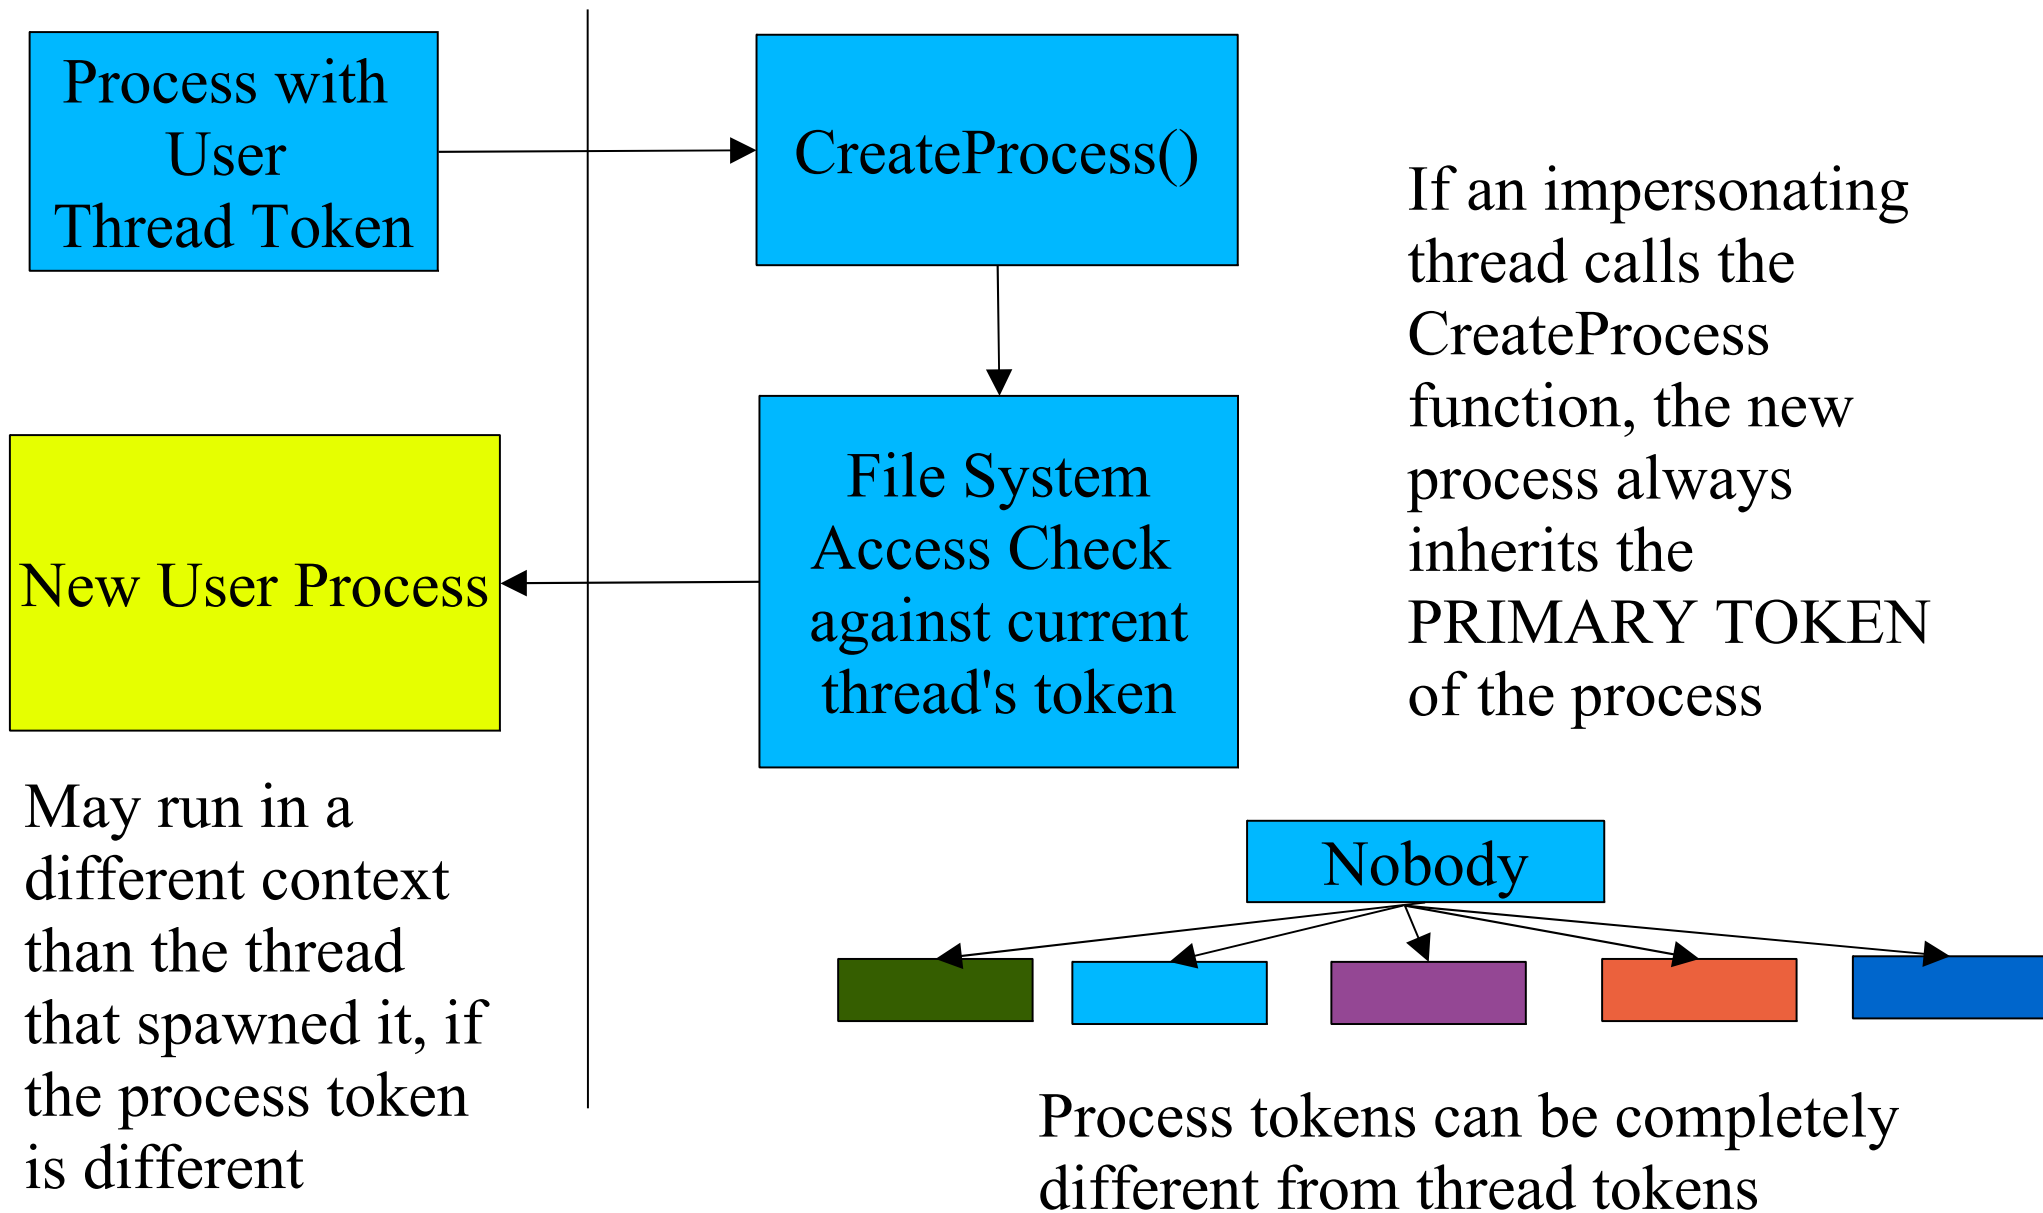 Process with
User
Thread Token
CreateProcess()
If an impersonating
thread calls the
CreateProcess
function, the new
process always
inherits the
PRIMARY TOKEN
of the process
File System
Access Check
against current
thread's token
New User Process
May run in a
different context
than the thread
that spawned it, if
the process token
is different
Nobody
Process tokens can be completely
different from thread tokens